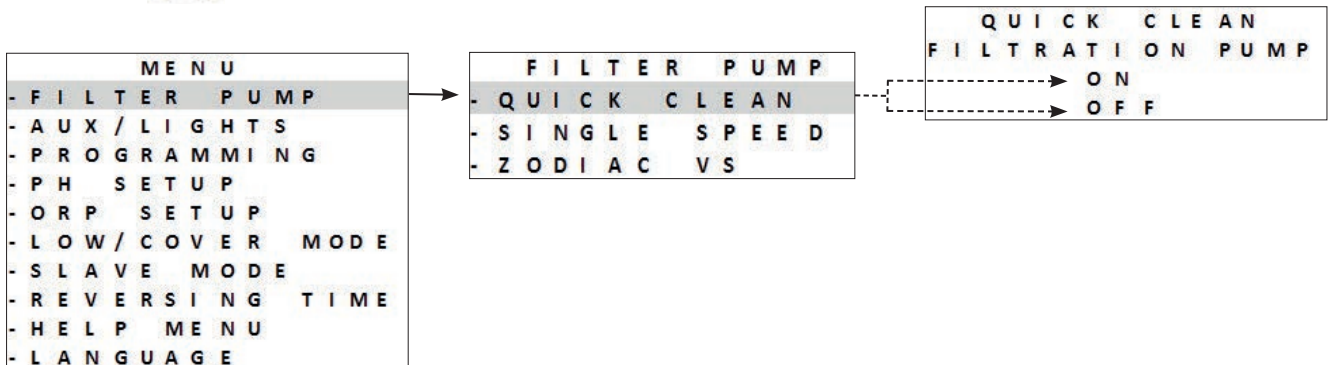 MENU
-FILTER PUMP
-AUX/LIGHTS
-PROGRAMMING
-PH SETUP
-ORP SETUP
-LOW/COVER MODE
-SLAVE MODE
-REVERSING TIME
-HELP MENU
-LANGUAGE
FILTER PUMP
- QUICK CLEAN
- SINGLE SPEED
- ZODIAC VS
QUICK CLEAN
FILTRATION PUMP
ON
OFF